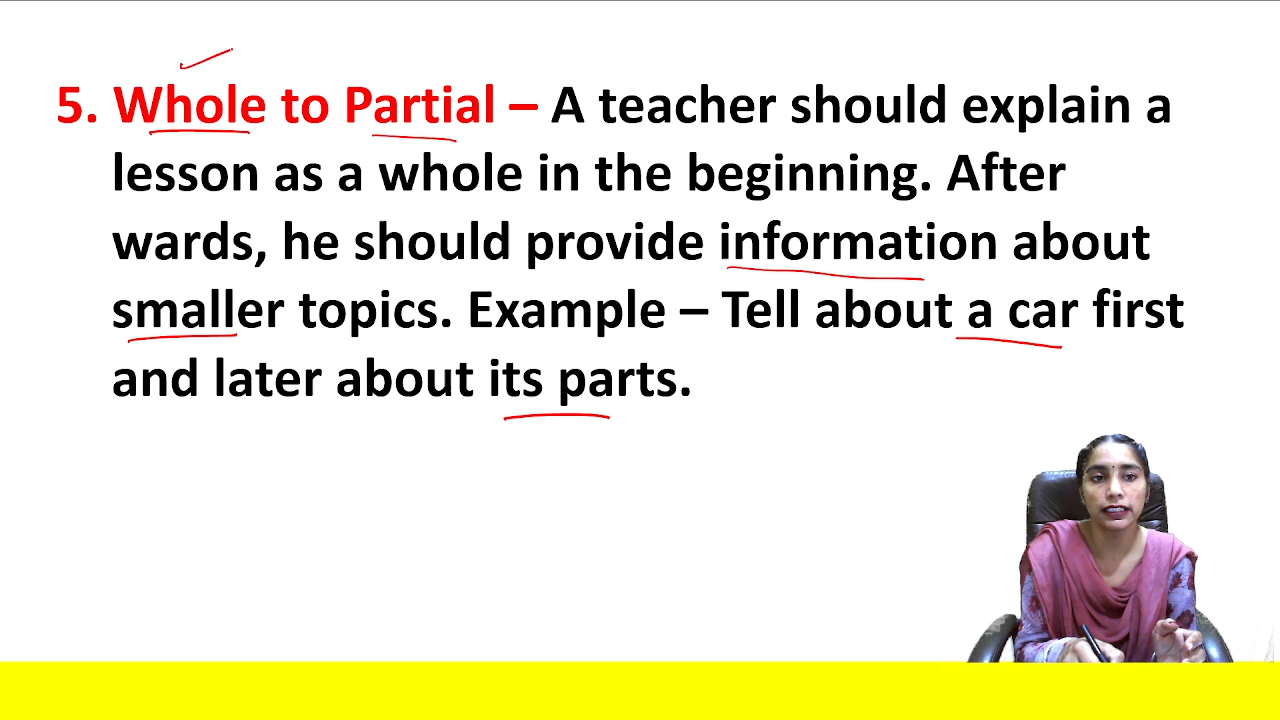 5. Whole to Partial – A teacher should explain a
lesson as a whole in the beginning. After
wards, he should provide information about
smaller topics. Example – Tell about a car first
and later about its parts.